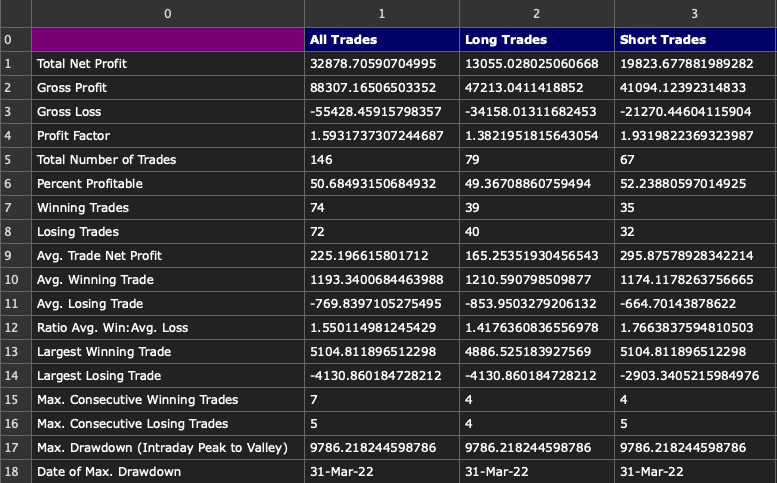 0 1 2 3
0 All Trades Long Trades Short Trades
1 Total Net Profit 32878.70590704995 13055.028025060668 19823.677881989282
2 Gross Profit 88307.16506503352 47213.0411418852 41094.12392314833
3 Gross Loss -55428.45915798357 -34158.01311682453 -21270.44604115904
4 Profit Factor 1.5931737307244687 1.3821951815643054 1.9319822369323987
5 Total Number of Trades 146 79 67
6 Percent Profitable 50.68493150684932 49.36708860759494 52.23880597014925
7 Winning Trades 74 39 35
8 Losing Trades 72 40 32
9 Avg. Trade Net Profit 225.196615801712 165.25351930456543 295.87578928342214
10 Avg. Winning Trade 1193.3400684463988 1210.590798509877 1174.1178263756665
11 Avg. Losing Trade -769.8397105275495 -853.9503279206132 -664.70143878622
12 Ratio Avg. Win:Avg. Loss 1.550114981245429 1.4176360836556978 1.7663837594810503
13 Largest Winning Trade 5104.811896512298 4886.525183927569 5104.811896512298
14 Largest Losing Trade -4130.860184728212 -4130.860184728212 -2903.3405215984976
15 Max. Consecutive Winning Trades 7 4 4
16 Max. Consecutive Losing Trades 5 4 5
17 Max. Drawdown (Intraday Peak to Valley) 9786.218244598786 9786.218244598786 9786.218244598786
18 Date of Max. Drawdown 31-Mar-22 31-Mar-22 31-Mar-22